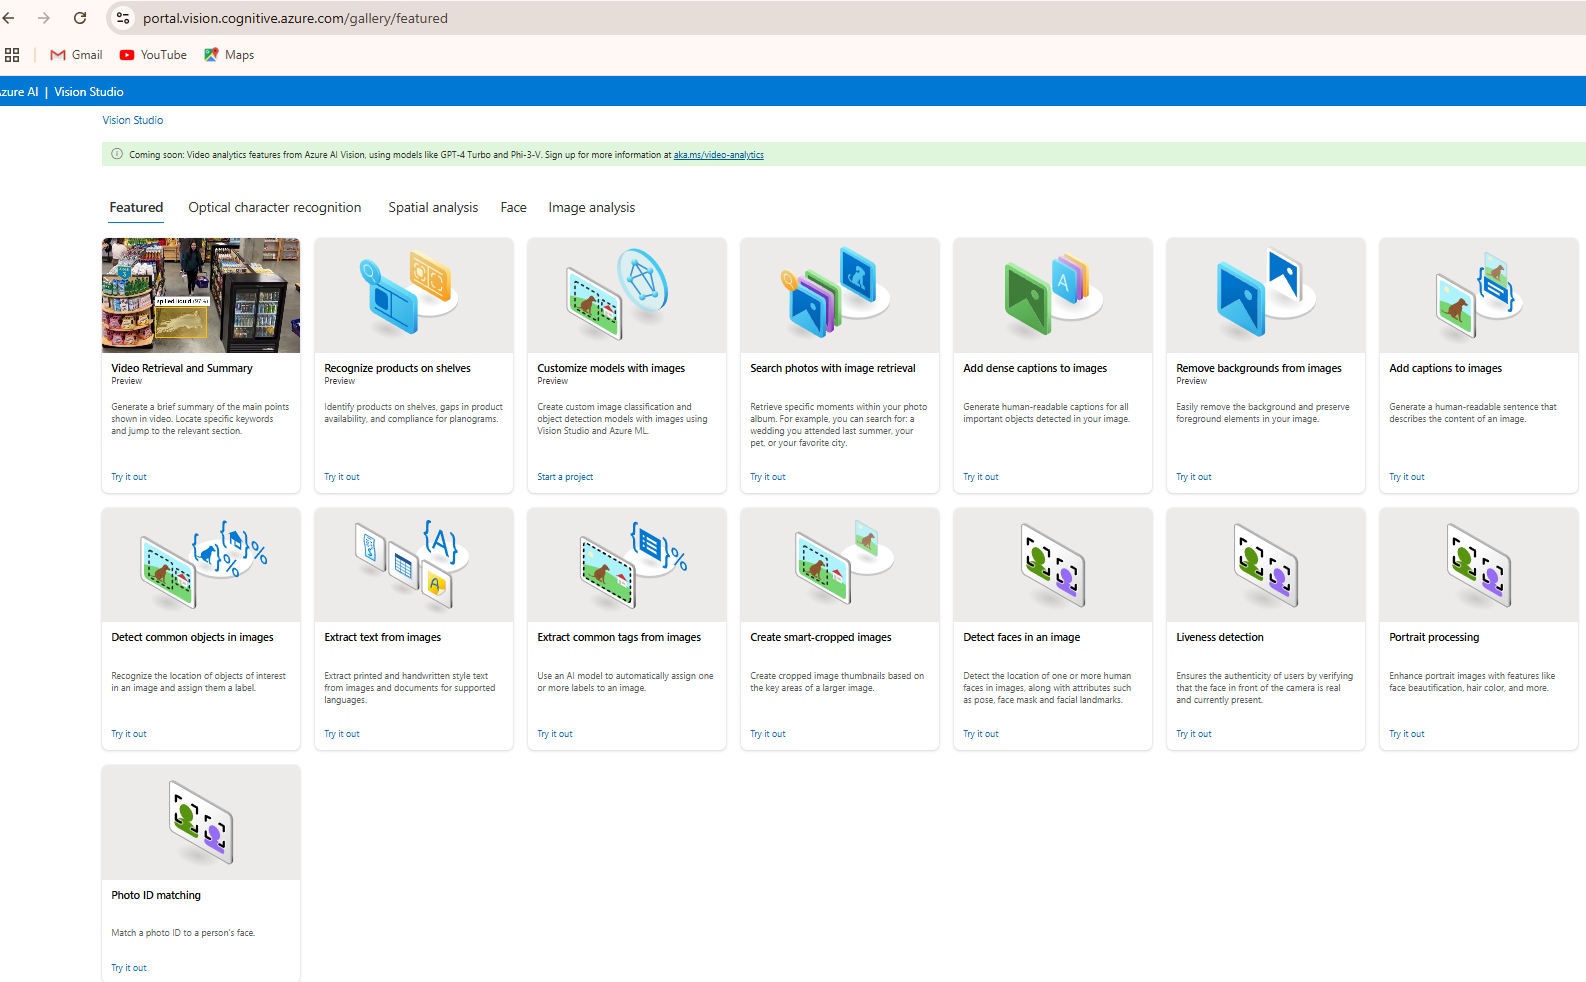 portal.vision.cognitive.azure.com/gallery/featured
Gmail YouTube Maps
zure AI | Vision Studio
Vision Studio
Coming soon: Video analytics features from Azure AI Vision, using models like GPT-4 Turbo and Phi-3-V. Sign up for more information at aka.ms/video-analytics
Featured Optical character recognition Spatial analysis Face Image analysis
spilled liquid (97.4)
Video Retrieval and Summary
Preview
Generate a brief summary of the main points
shown in video. Locate specific keywords
and jump to the relevant section.
Try it out
Recognize products on shelves
Preview
Identify products on shelves, gaps in product
availability, and compliance for planograms.
Try it out
Customize models with images
Preview
Create custom image classification and
object detection models with images using
Vision Studio and Azure ML.
Start a project
Search photos with image retrieval
Retrieve specific moments within your photo
album. For example, you can search for: a
wedding you attended last summer, your
pet, or your favorite city.
Try it out
A
Add dense captions to images
Generate human-readable captions for all
important objects detected in your image.
Try it out
Remove backgrounds from images
Preview
Easily remove the background and preserve
foreground elements in your image.
Try it out
Add captions to images
Generate a human-readable sentence that
describes the content of an image.
Try it out
{ } { } % %
Detect common objects in images
Recognize the location of objects of interest
in an image and assign them a label.
Try it out
{A}
A
Extract text from images
Extract printed and handwritten style text
from images and documents for supported
languages.
Try it out
{ } %
Extract common tags from images
Use an AI model to automatically assign one
or more labels to an image.
Try it out
Create smart-cropped images
Create cropped image thumbnails based on
the key areas of a larger image.
Try it out
Detect faces in an image
Detect the location of one or more human
faces in images, along with attributes such
as pose, face mask and facial landmarks.
Try it out
Liveness detection
Ensures the authenticity of users by verifying
that the face in front of the camera is real
and currently present.
Try it out
Portrait processing
Enhance portrait images with features like
face beautification, hair color, and more.
Try it out
Photo ID matching
Match a photo ID to a person's face.
Try it out